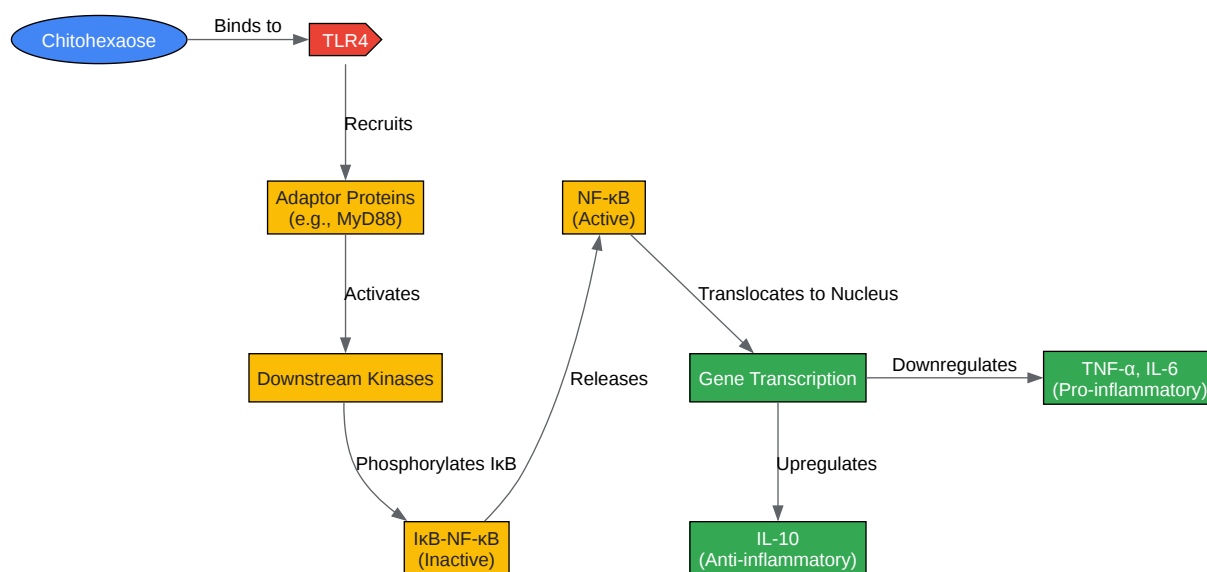 Chitohexaose
Binds to
TLR4
Recruits
Adaptor Proteins
(e.g., MyD88)
Activates
Downstream Kinases
Phosphorylates IκB
IκB-NF-κB
(Inactive)
Releases
NF-κB
(Active)
Translocates to Nucleus
Gene Transcription
Downregulates
TNF-α, IL-6
(Pro-inflammatory)
Upregulates
IL-10
(Anti-inflammatory)